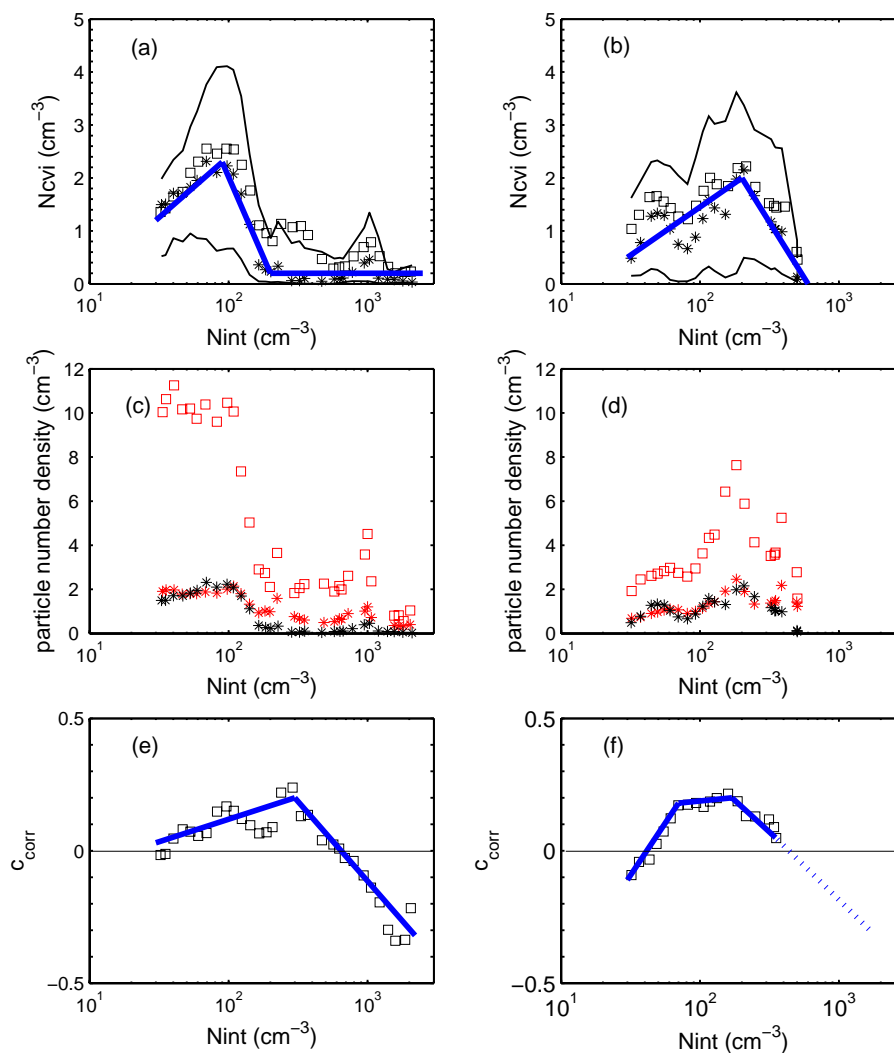 (a)
Ncvi (cm⁻³)
5
4
3
2
1
0
10¹ 10² 10³
Nint (cm⁻³)
(b)
Ncvi (cm⁻³)
5
4
3
2
1
0
10¹ 10² 10³
Nint (cm⁻³)
(c)
particle number density (cm⁻³)
12
10
8
6
4
2
0
10¹ 10² 10³
Nint (cm⁻³)
(d)
particle number density (cm⁻³)
12
10
8
6
4
2
0
10¹ 10² 10³
Nint (cm⁻³)
(e)
c_corr
0.5
0
−0.5
10¹ 10² 10³
Nint (cm⁻³)
(f)
c_corr
0.5
0
−0.5
10¹ 10² 10³
Nint (cm⁻³)